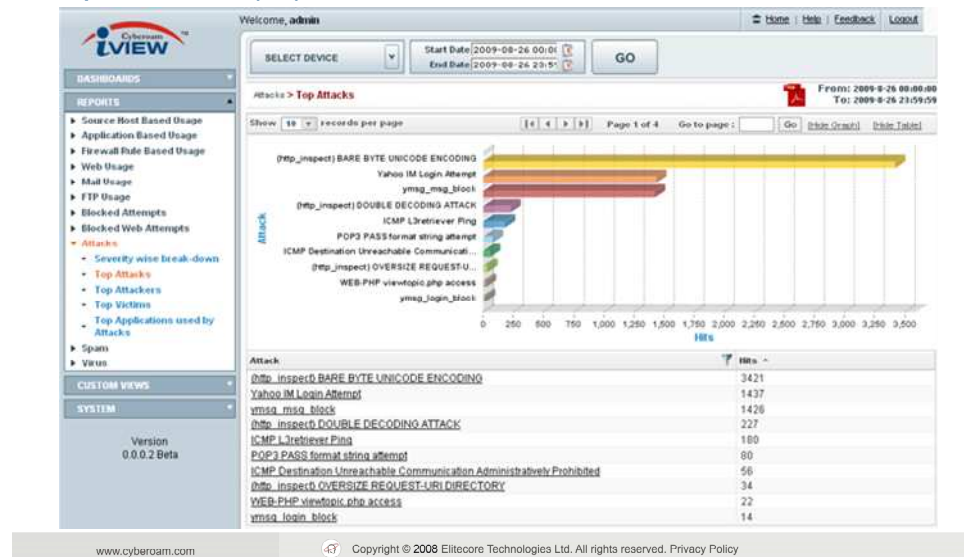 Welcome, admin
Home | Help | Feedback Logout
Cyberoam
iVIEW
TM
SELECT DEVICE
Start Date 2009-08-26 00:0
End Date 2009-08-26 23:5
GO
DASHBOARDS
REPORTS
Source Host Based Usage
Application Based Usage
Firewall Rule Based Usage
Web Usage
Mail Usage
FTP Usage
Blocked Attempts
Blocked Web Attempts
Attacks
Severity wise break-down
Top Attacks
Top Attackers
Top Victims
Top Applications used by
Attacks
Spam
Virus
CUSTOM VIEWS
SYSTEM
Version
0.0.0.2 Beta
Attacks > Top Attacks
From: 2009-8-26 00:00:00
To: 2009-8-26 23:59:59
Show 10 records per page
Page 1 of 4 Go to page : Go [Hide Graph] [Hide Table]
Attack
(http_inspect) BARE BYTE UNICODE ENCODING
Yahoo IM Login Attempt
ymsg_msg_block
(http_inspect) DOUBLE DECODING ATTACK
ICMP L3retriever Ping
POP3 PASS format string attempt
ICMP Destination Unreachable Communicati...
(http_inspect) OVERSIZE REQUEST-U...
WEB-PHP viewtopic.php access
ymsg_login_block
0 250 500 750 1,000 1,250 1,500 1,750 2,000 2,250 2,500 2,750 3,000 3,250 3,500
Hits
Attack Hits
(http_inspect) BARE BYTE UNICODE ENCODING 3421
Yahoo IM Login Attempt 1437
ymsg_msg_block 1426
(http_inspect) DOUBLE DECODING ATTACK 227
ICMP L3retriever Ping 180
POP3 PASS format string attempt 80
ICMP Destination Unreachable Communication Administratively Prohibited 56
(http_inspect) OVERSIZE REQUEST-URI DIRECTORY 34
WEB-PHP viewtopic.php access 22
ymsg_login_block 14
www.cyberoam.com
Copyright © 2008 Elitecore Technologies Ltd. All rights reserved. Privacy Policy